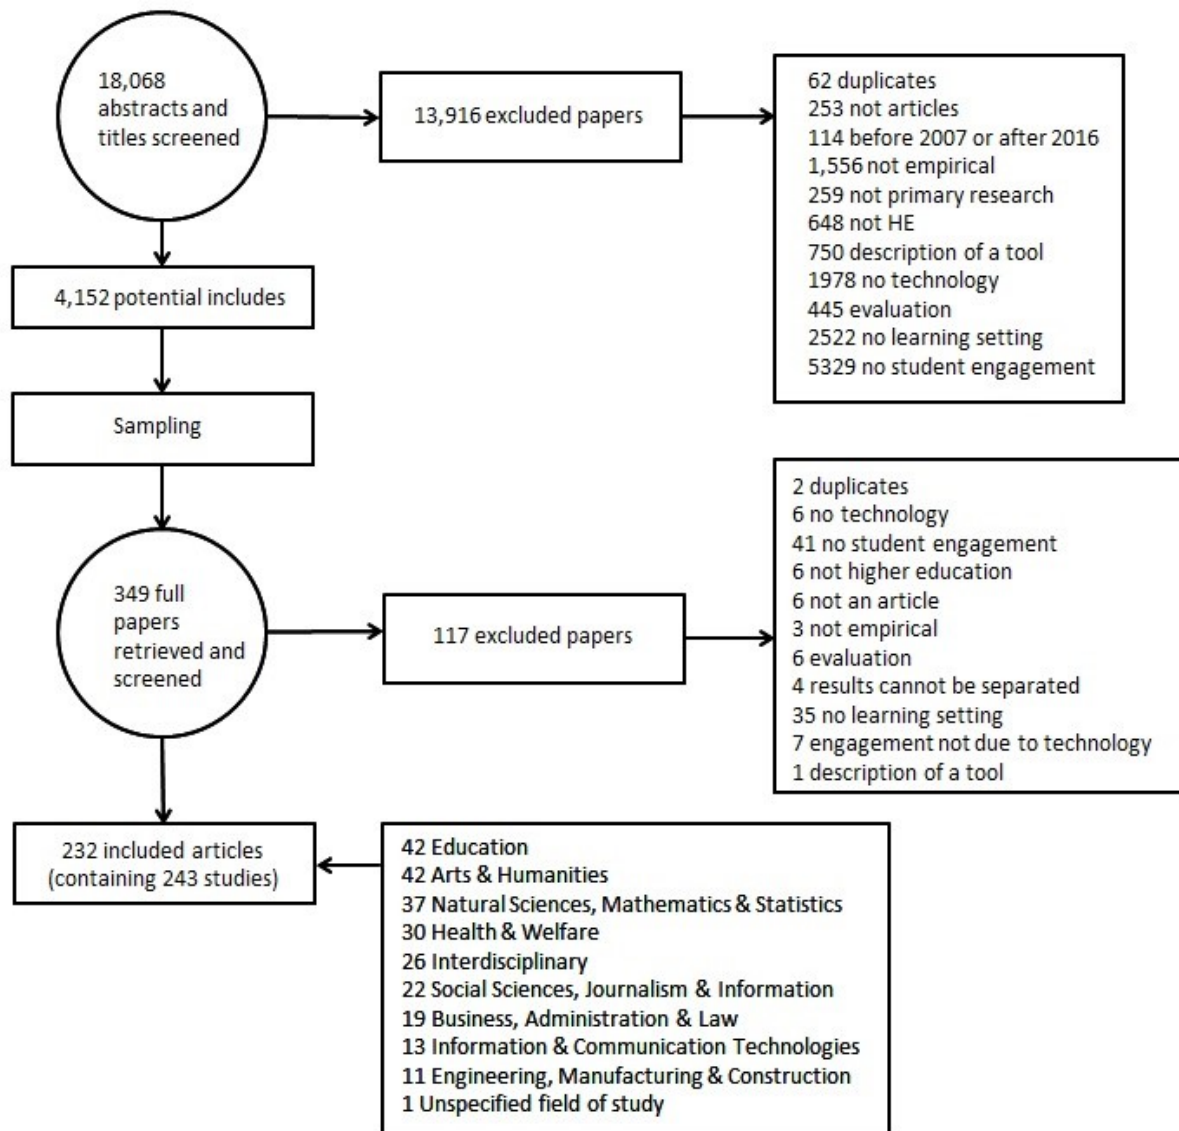 18,068
abstracts and
titles screened
13,916 excluded papers
62 duplicates
253 not articles
114 before 2007 or after 2016
1,556 not empirical
259 not primary research
648 not HE
750 description of a tool
1978 no technology
445 evaluation
2522 no learning setting
5329 no student engagement
4,152 potential includes
Sampling
349 full
papers
retrieved and
screened
117 excluded papers
2 duplicates
6 no technology
41 no student engagement
6 not higher education
6 not an article
3 not empirical
6 evaluation
4 results cannot be separated
35 no learning setting
7 engagement not due to technology
1 description of a tool
232 included articles
(containing 243 studies)
42 Education
42 Arts & Humanities
37 Natural Sciences, Mathematics & Statistics
30 Health & Welfare
26 Interdisciplinary
22 Social Sciences, Journalism & Information
19 Business, Administration & Law
13 Information & Communication Technologies
11 Engineering, Manufacturing & Construction
1 Unspecified field of study